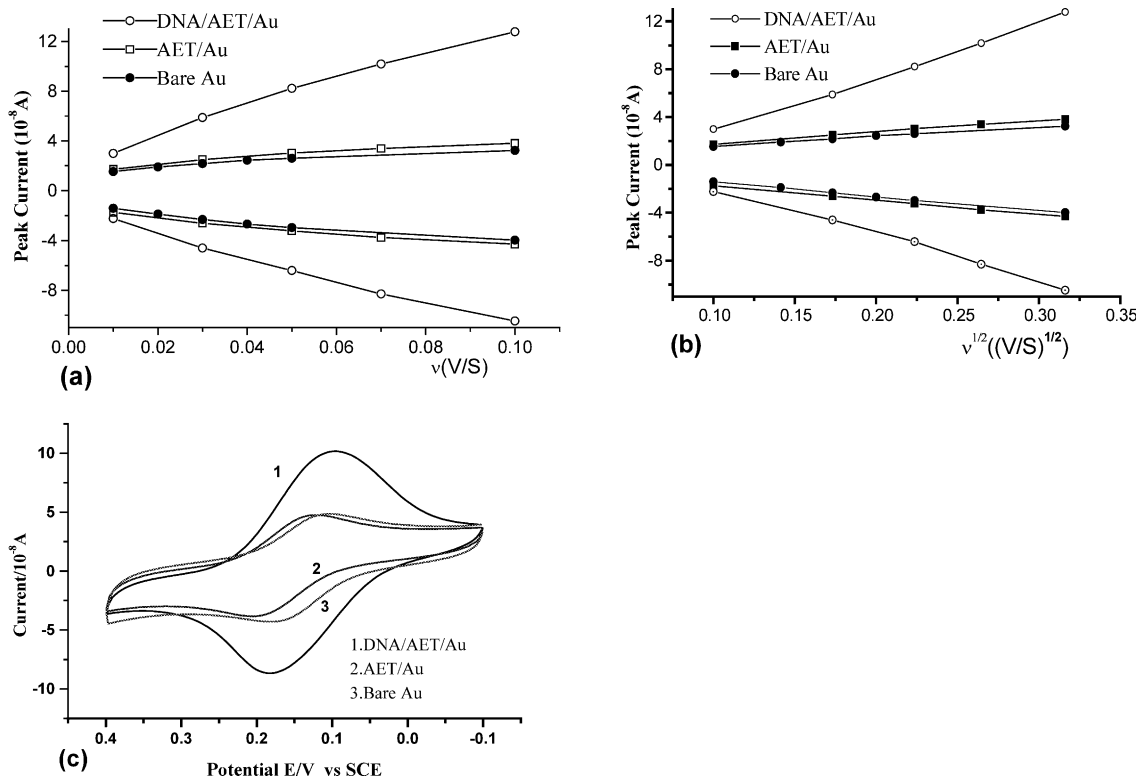 DNA/AET/Au
AET/Au
Bare Au
12
8
4
0
-4
-8
Peak Current (10⁻⁸A)
0.00 0.02 0.04 0.06 0.08 0.10
ν(V/S)
(a)
DNA/AET/Au
AET/Au
Bare Au
12
8
4
0
-4
-8
Peak Current (10⁻⁸A)
0.10 0.15 0.20 0.25 0.30 0.35
ν^1/2((V/S)^1/2)
(b)
10
5
0
-5
-10
Current/10⁻⁸A
1
2
3
1.DNA/AET/Au
2.AET/Au
3.Bare Au
0.4 0.3 0.2 0.1 0.0 -0.1
Potential E/V vs SCE
(c)